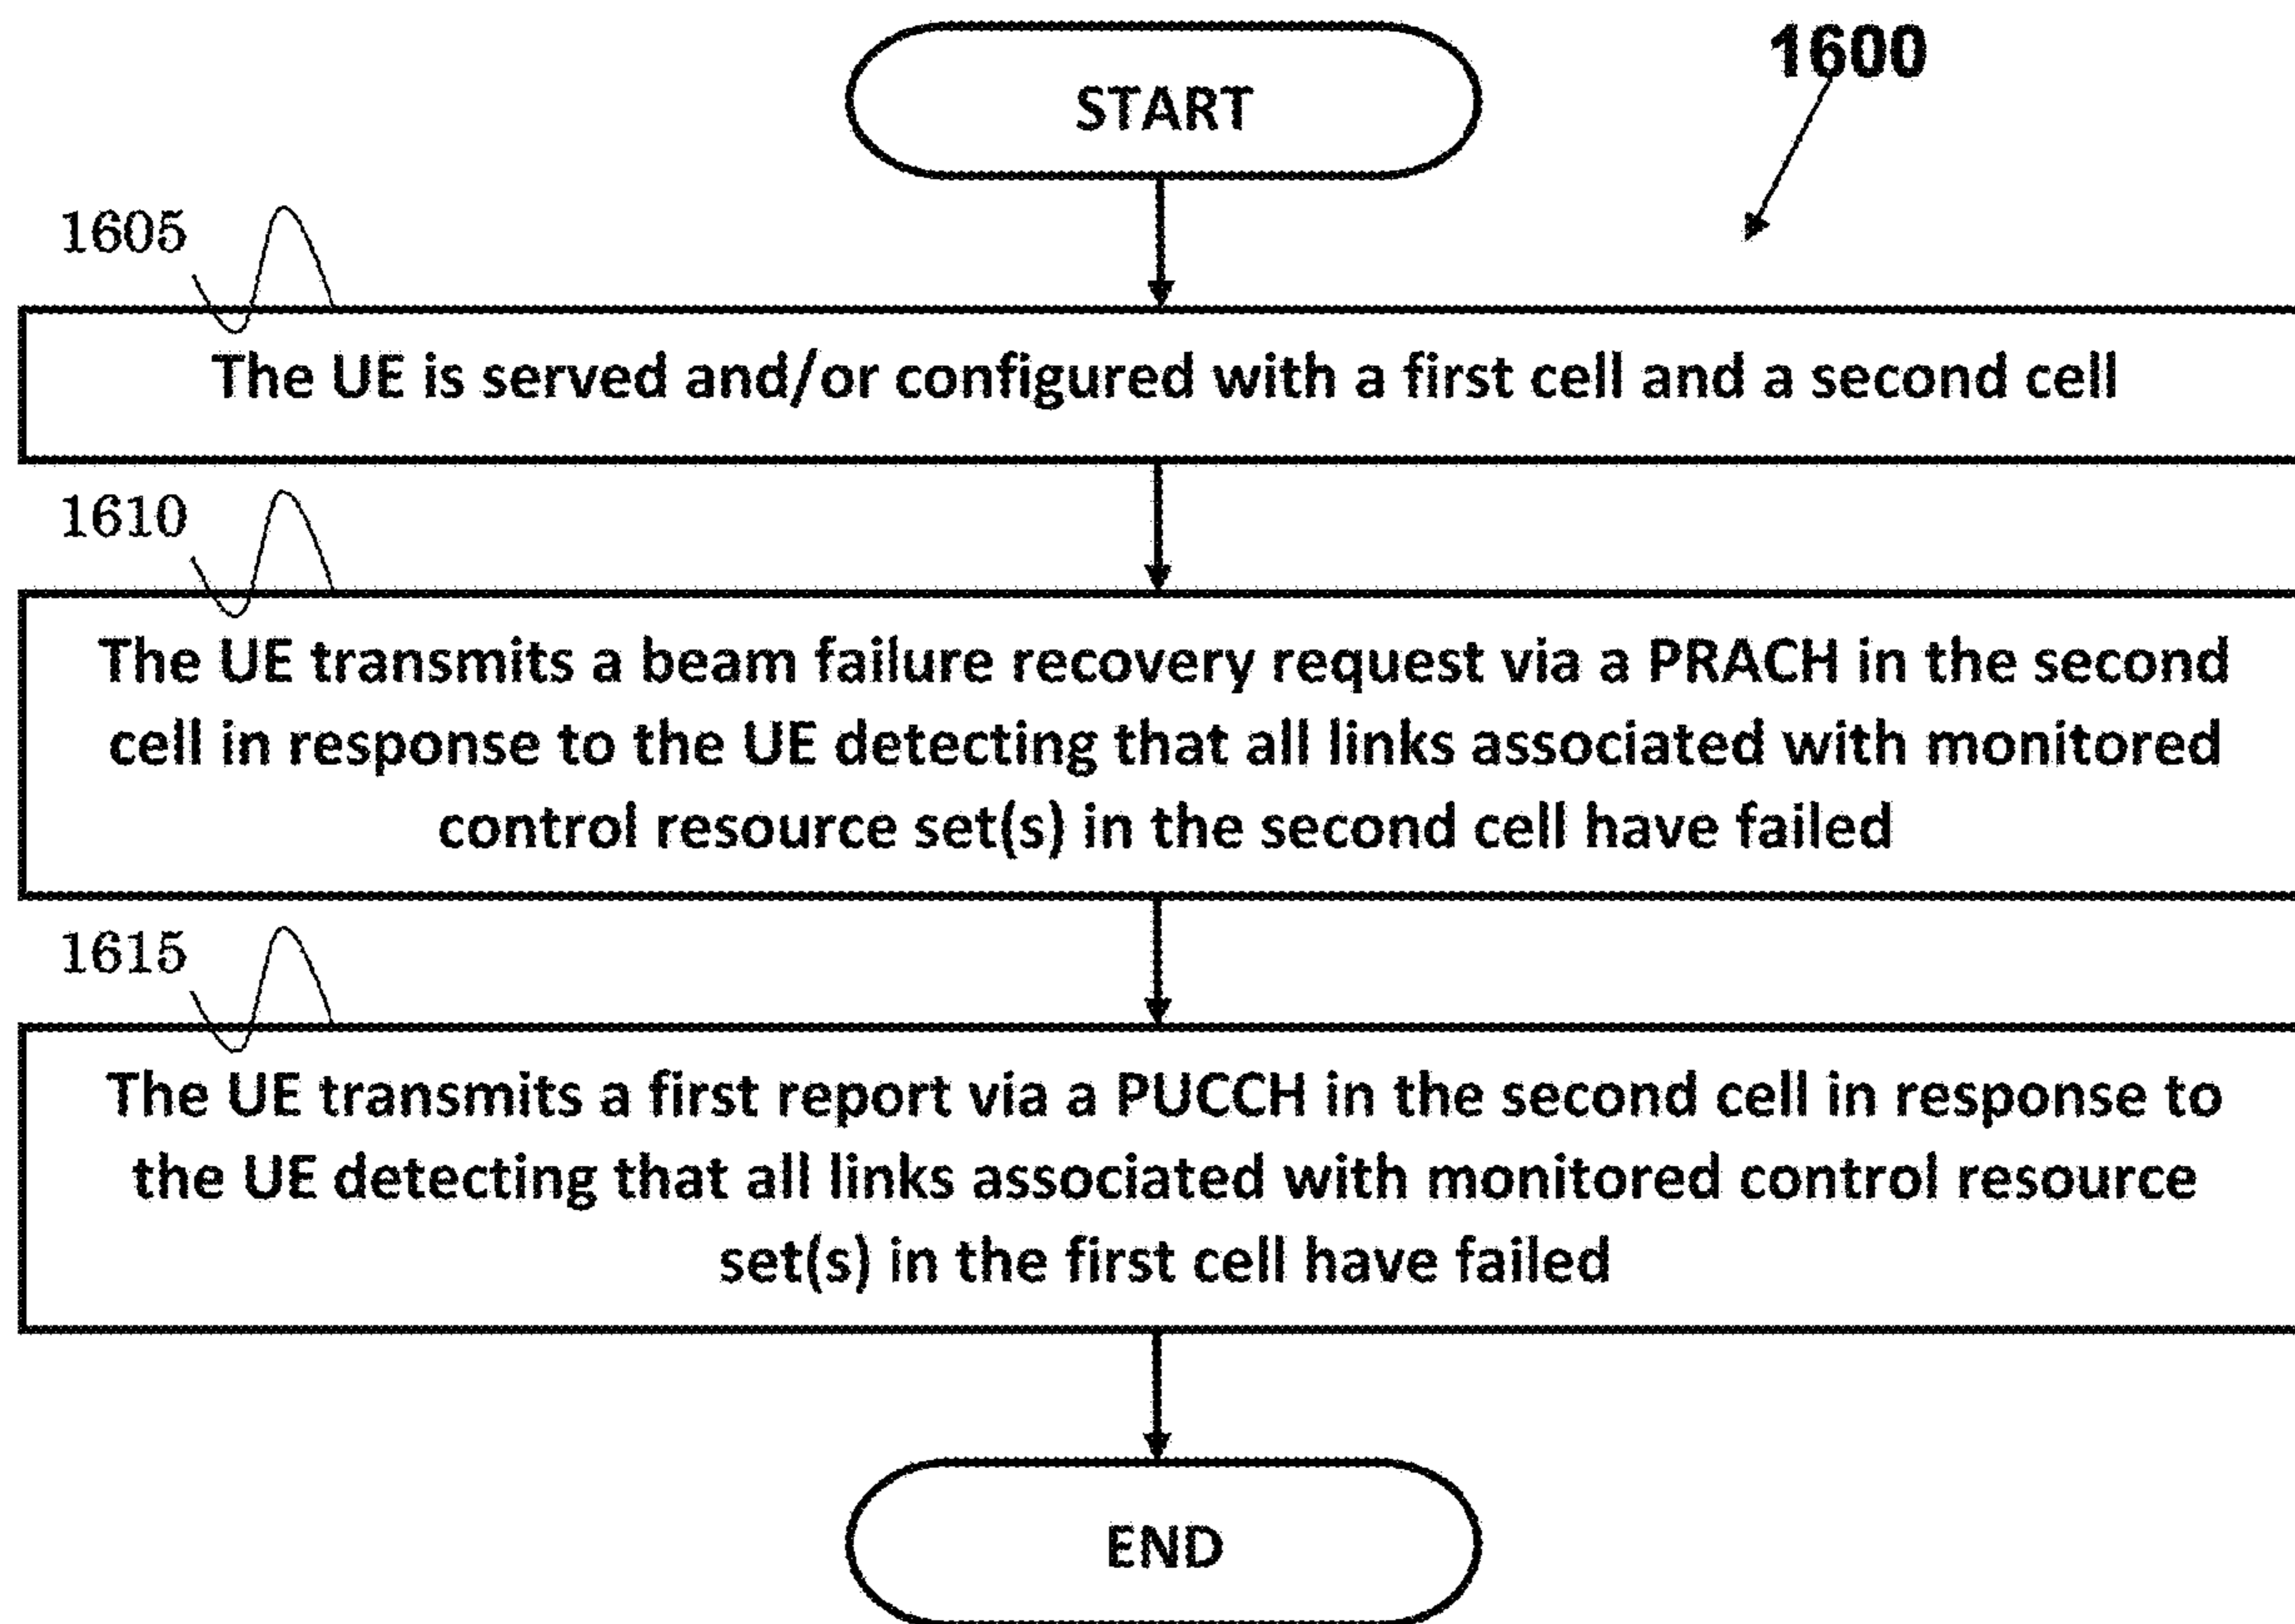 START
1600
1605
The UE is served and/or configured with a first cell and a second cell
1610
The UE transmits a beam failure recovery request via a PRACH in the second
cell in response to the UE detecting that all links associated with monitored
control resource set(s) in the second cell have failed
1615
The UE transmits a first report via a PUCCH in the second cell in response to
the UE detecting that all links associated with monitored control resource
set(s) in the first cell have failed
END